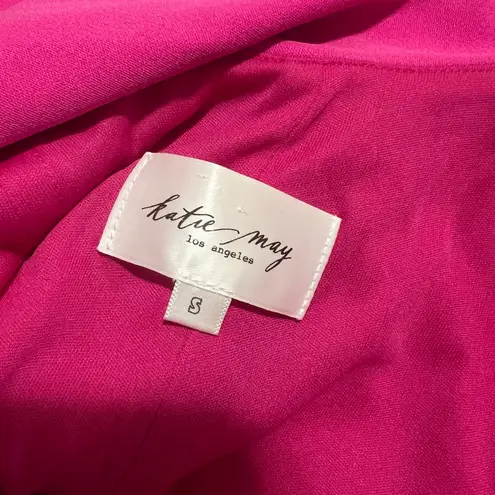 katie may
los angeles
S